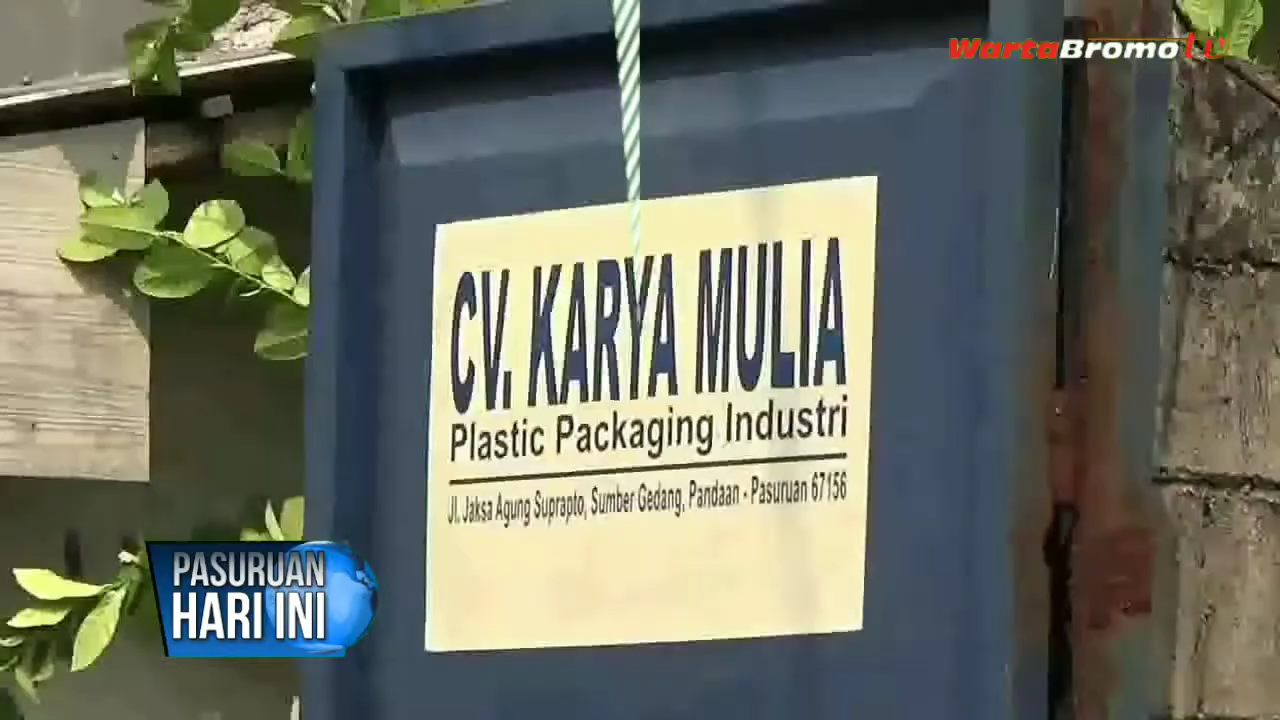 WartaBromo
CV. KARYA MULIA
Plastic Packaging Industri
Jl. Jaksa Agung Suprapto, Sumber Gedang, Pandaan - Pasuruan 67156
PASURUAN
HARI INI